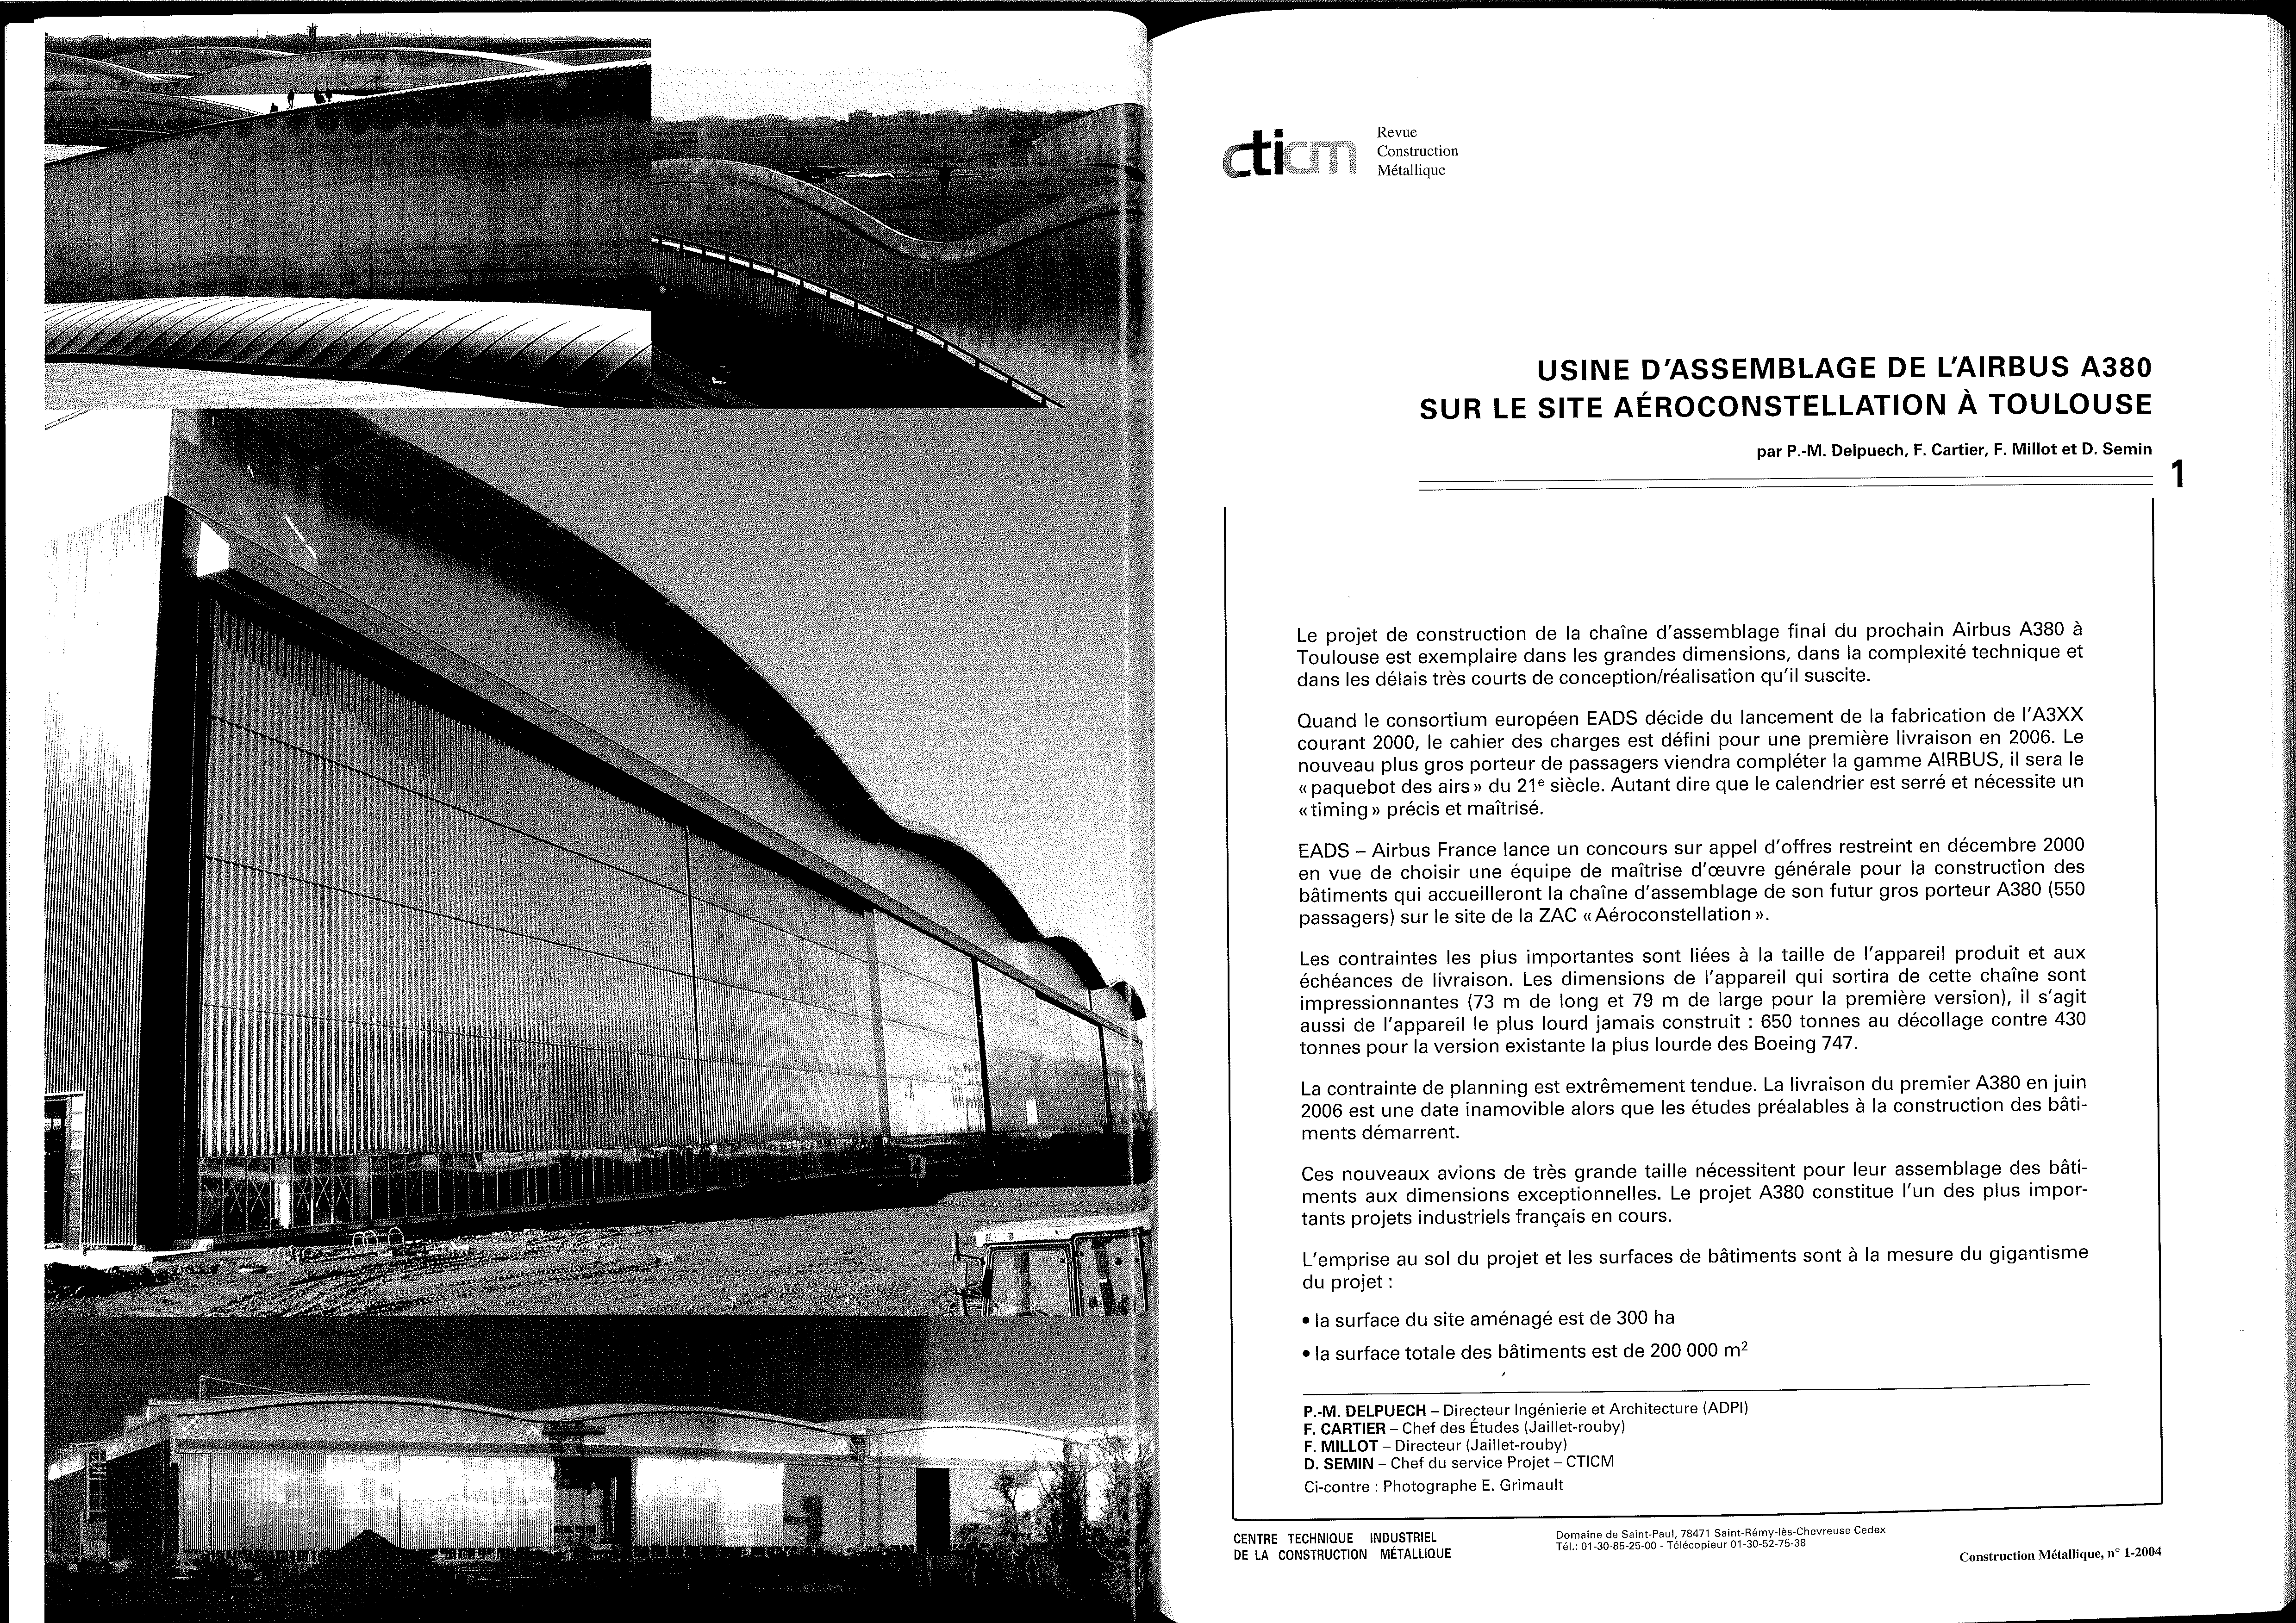 cticm
Revue
Construction
Métallique
USINE D'ASSEMBLAGE DE L'AIRBUS A380
SUR LE SITE AÉROCONSTELLATION À TOULOUSE
par P.-M. Delpuech, F. Cartier, F. Millot et D. Semin
1
Le projet de construction de la chaîne d'assemblage final du prochain Airbus A380 à
Toulouse est exemplaire dans les grandes dimensions, dans la complexité technique et
dans les délais très courts de conception/réalisation qu'il suscite.
Quand le consortium européen EADS décide du lancement de la fabrication de l'A3XX
courant 2000, le cahier des charges est défini pour une première livraison en 2006. Le
nouveau plus gros porteur de passagers viendra compléter la gamme AIRBUS, il sera le
« paquebot des airs » du 21e siècle. Autant dire que le calendrier est serré et nécessite un
« timing » précis et maîtrisé.
EADS – Airbus France lance un concours sur appel d'offres restreint en décembre 2000
en vue de choisir une équipe de maîtrise d'œuvre générale pour la construction des
bâtiments qui accueilleront la chaîne d'assemblage de son futur gros porteur A380 (550
passagers) sur le site de la ZAC « Aéroconstellation ».
Les contraintes les plus importantes sont liées à la taille de l'appareil produit et aux
échéances de livraison. Les dimensions de l'appareil qui sortira de cette chaîne sont
impressionnantes (73 m de long et 79 m de large pour la première version), il s'agit
aussi de l'appareil le plus lourd jamais construit : 650 tonnes au décollage contre 430
tonnes pour la version existante la plus lourde des Boeing 747.
La contrainte de planning est extrêmement tendue. La livraison du premier A380 en juin
2006 est une date inamovible alors que les études préalables à la construction des bâti-
ments démarrent.
Ces nouveaux avions de très grande taille nécessitent pour leur assemblage des bâti-
ments aux dimensions exceptionnelles. Le projet A380 constitue l'un des plus impor-
tants projets industriels français en cours.
L'emprise au sol du projet et les surfaces de bâtiments sont à la mesure du gigantisme
du projet :
• la surface du site aménagé est de 300 ha
• la surface totale des bâtiments est de 200 000 m²
P.-M. DELPUECH – Directeur Ingénierie et Architecture (ADPI)
F. CARTIER – Chef des Études (Jaillet-rouby)
F. MILLOT – Directeur (Jaillet-rouby)
D. SEMIN – Chef du service Projet – CTICM
Ci-contre : Photographe E. Grimault
CENTRE TECHNIQUE INDUSTRIEL
DE LA CONSTRUCTION MÉTALLIQUE
Domaine de Saint-Paul, 78471 Saint-Rémy-lès-Chevreuse Cedex
Tél.: 01-30-85-25-00 - Télécopieur 01-30-52-75-38
Construction Métallique, n° 1-2004